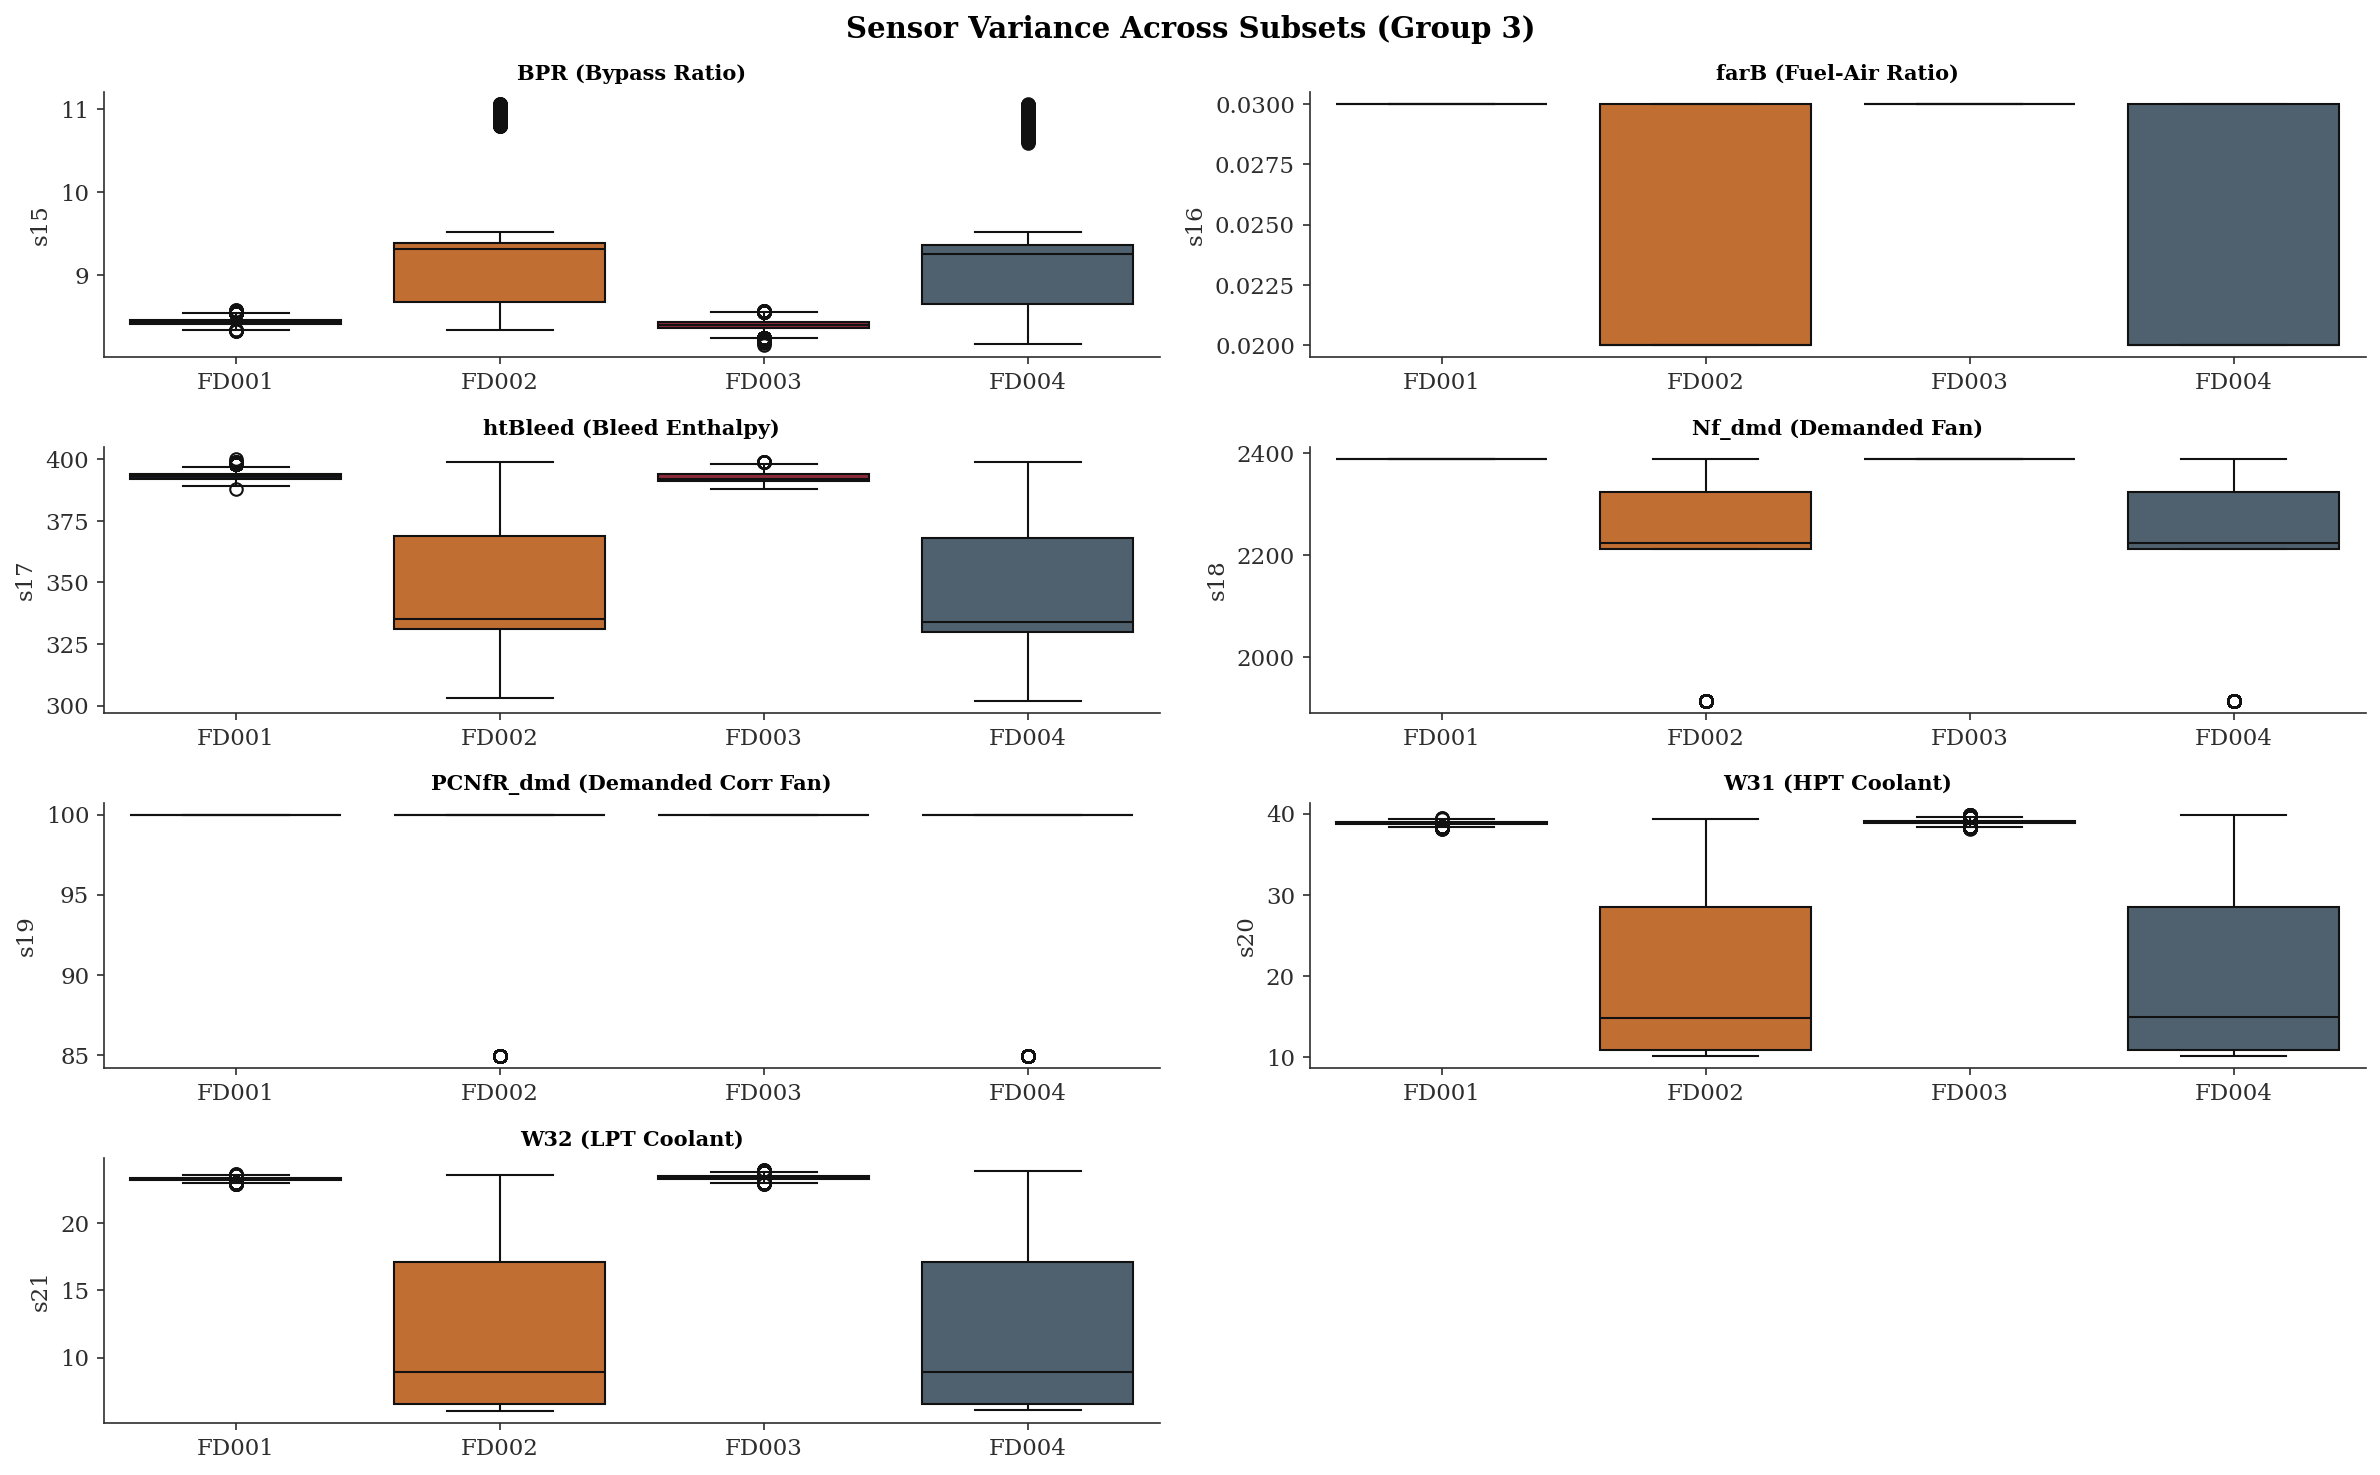 Sensor Variance Across Subsets (Group 3)
BPR (Bypass Ratio)
11
10
9
s15
FD001 FD002 FD003 FD004
farB (Fuel-Air Ratio)
0.0300
0.0275
0.0250
0.0225
0.0200
s16
FD001 FD002 FD003 FD004
htBleed (Bleed Enthalpy)
400
375
350
325
300
s17
FD001 FD002 FD003 FD004
Nf_dmd (Demanded Fan)
2400
2200
2000
s18
FD001 FD002 FD003 FD004
PCNfR_dmd (Demanded Corr Fan)
100
95
90
85
s19
FD001 FD002 FD003 FD004
W31 (HPT Coolant)
40
30
20
10
s20
FD001 FD002 FD003 FD004
W32 (LPT Coolant)
20
15
10
s21
FD001 FD002 FD003 FD004